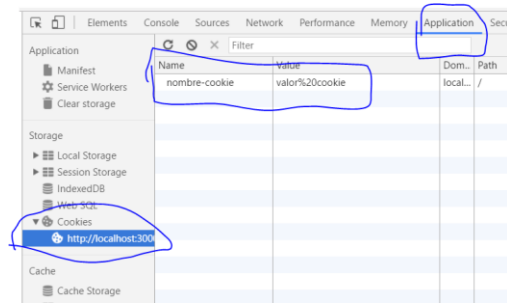 Elements Console Sources Network Performance Memory Application Secu
Application
Manifest
Service Workers
Clear storage
Storage
Local Storage
Session Storage
IndexedDB
Web SQL
Cookies
http://localhost:300
Cache
Cache Storage
Filter
Name Value Dom.. Path
nombre-cookie valor%20cookie local... /